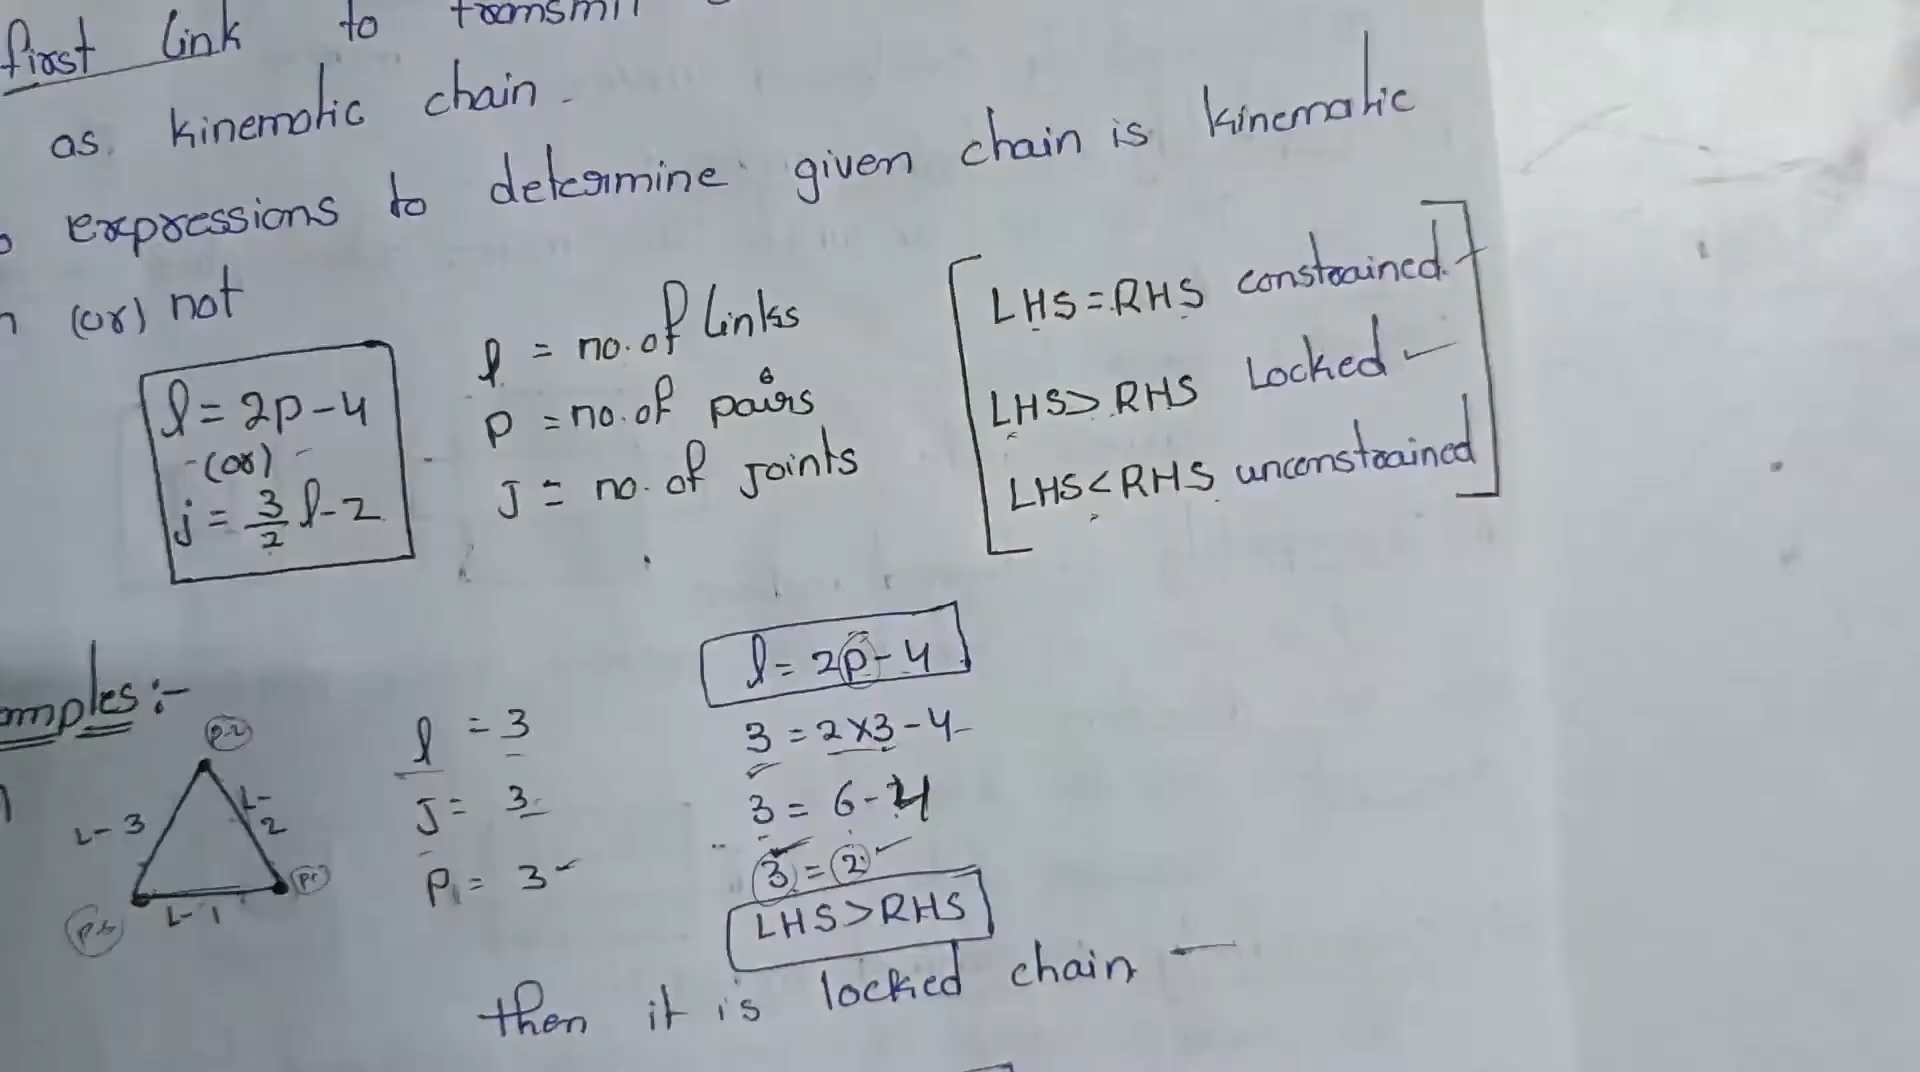 first link to transmit
as kinematic chain.
expressions to determine given chain is kinematic
(or) not
l = 2p-4
(or)
j = 3/2 l-2
l = no. of links
p = no. of pairs
J = no. of joints
LHS = RHS constrained.
LHS > RHS Locked
LHS < RHS unconstrained
amples :-
P2
L-3
L-2
P1
L-1
l = 3
J = 3
P1 = 3
l = 2p-4
3 = 2×3-4
3 = 6-4
3 = 2
LHS > RHS
then it is locked chain